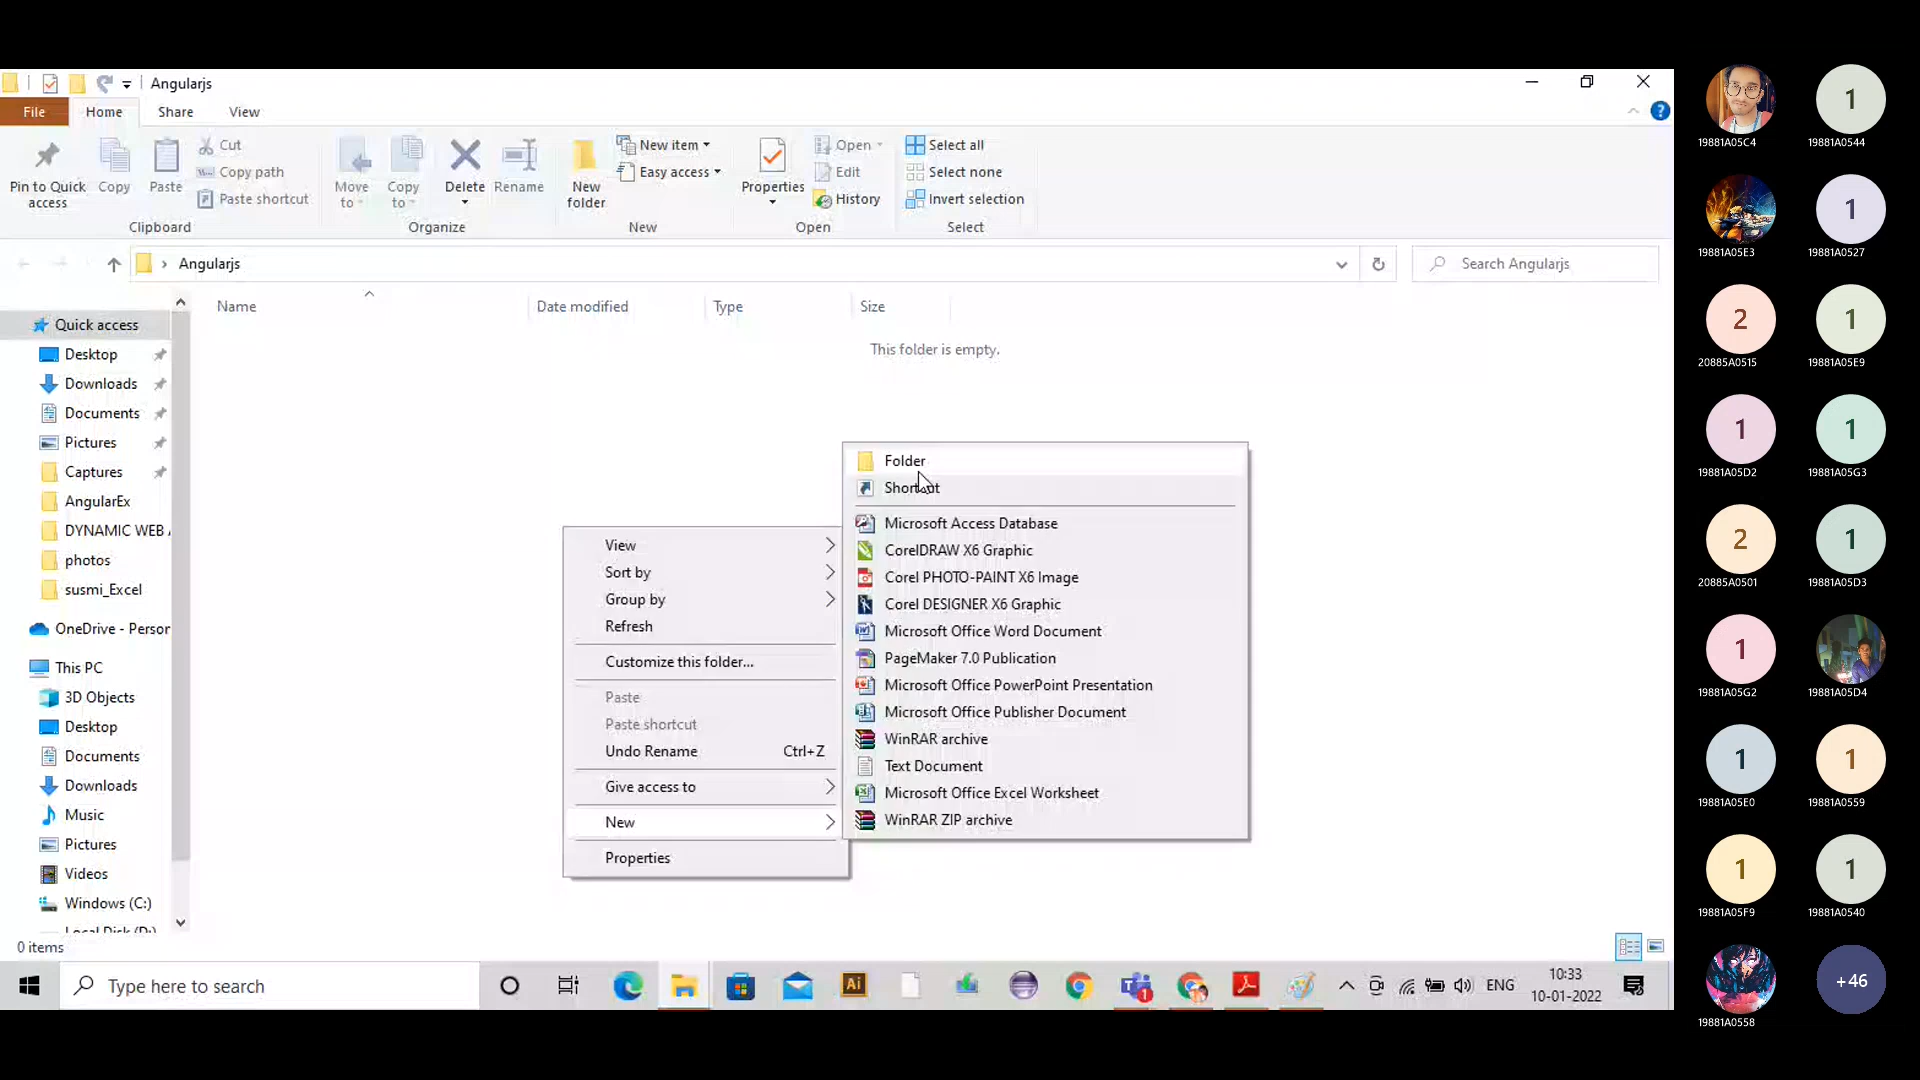 Angularjs
File Home Share View
Pin to Quick access
Copy
Paste
Cut
Copy path
Paste shortcut
Clipboard
Move to
Copy to
Delete
Rename
Organize
New folder
New item
Easy access
New
Properties
Open
Edit
History
Open
Select all
Select none
Invert selection
Select
Angularjs
Search Angularjs
Name Date modified Type Size
This folder is empty.
Quick access
Desktop
Downloads
Documents
Pictures
Captures
AngularEx
DYNAMIC WEB
photos
susmi_Excel
OneDrive - Person
This PC
3D Objects
Desktop
Documents
Downloads
Music
Pictures
Videos
Windows (C:)
Local Disk (D:)
0 items
View
Sort by
Group by
Refresh
Customize this folder...
Paste
Paste shortcut
Undo Rename Ctrl+Z
Give access to
New
Properties
Folder
Shortcut
Microsoft Access Database
CorelDRAW X6 Graphic
Corel PHOTO-PAINT X6 Image
Corel DESIGNER X6 Graphic
Microsoft Office Word Document
PageMaker 7.0 Publication
Microsoft Office PowerPoint Presentation
Microsoft Office Publisher Document
WinRAR archive
Text Document
Microsoft Office Excel Worksheet
WinRAR ZIP archive
Type here to search
Ai
1
ENG
10:33
10-01-2022
1
19881A05C4 19881A0544
1
19881A05E3 19881A0527
2 1
20885A0515 19881A05E9
1 1
19881A05D2 19881A05G3
2 1
20885A0501 19881A05D3
1
19881A05G2 19881A05D4
1 1
19881A05E0 19881A0559
1 1
19881A05F9 19881A0540
+46
19881A0558